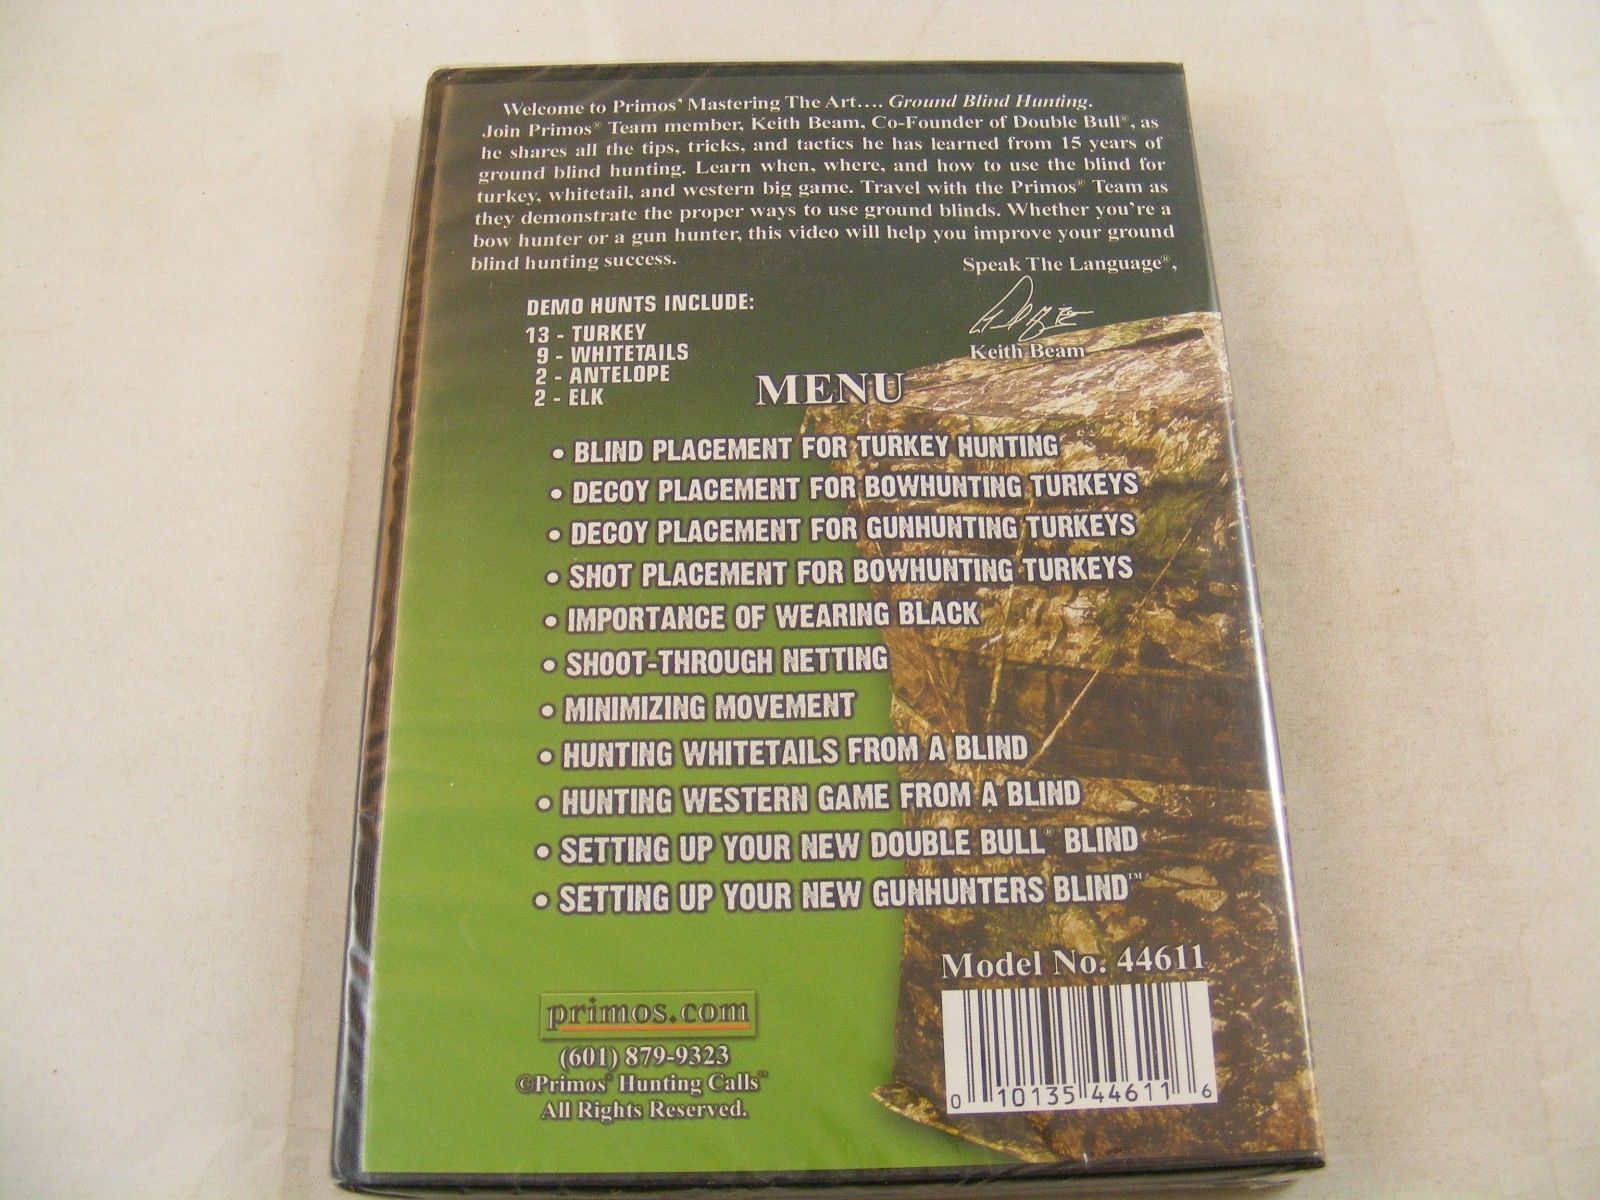 Welcome to Primos' Mastering The Art.... Ground Blind Hunting.
Join Primos® Team member, Keith Beam, Co-Founder of Double Bull®, as
he shares all the tips, tricks, and tactics he has learned from 15 years of
ground blind hunting. Learn when, where, and how to use the blind for
turkey, whitetail, and western big game. Travel with the Primos® Team as
they demonstrate the proper ways to use ground blinds. Whether you're a
bow hunter or a gun hunter, this video will help you improve your ground
blind hunting success.
Speak The Language®,
Keith Beam
DEMO HUNTS INCLUDE:
13 - TURKEY
9 - WHITETAILS
2 - ANTELOPE
2 - ELK
MENU
• BLIND PLACEMENT FOR TURKEY HUNTING
• DECOY PLACEMENT FOR BOWHUNTING TURKEYS
• DECOY PLACEMENT FOR GUNHUNTING TURKEYS
• SHOT PLACEMENT FOR BOWHUNTING TURKEYS
• IMPORTANCE OF WEARING BLACK
• SHOOT-THROUGH NETTING
• MINIMIZING MOVEMENT
• HUNTING WHITETAILS FROM A BLIND
• HUNTING WESTERN GAME FROM A BLIND
• SETTING UP YOUR NEW DOUBLE BULL® BLIND
• SETTING UP YOUR NEW GUNHUNTERS BLIND™
Model No. 44611
0 10135 44611 6
primos.com
(601) 879-9323
©Primos® Hunting Calls™
All Rights Reserved.